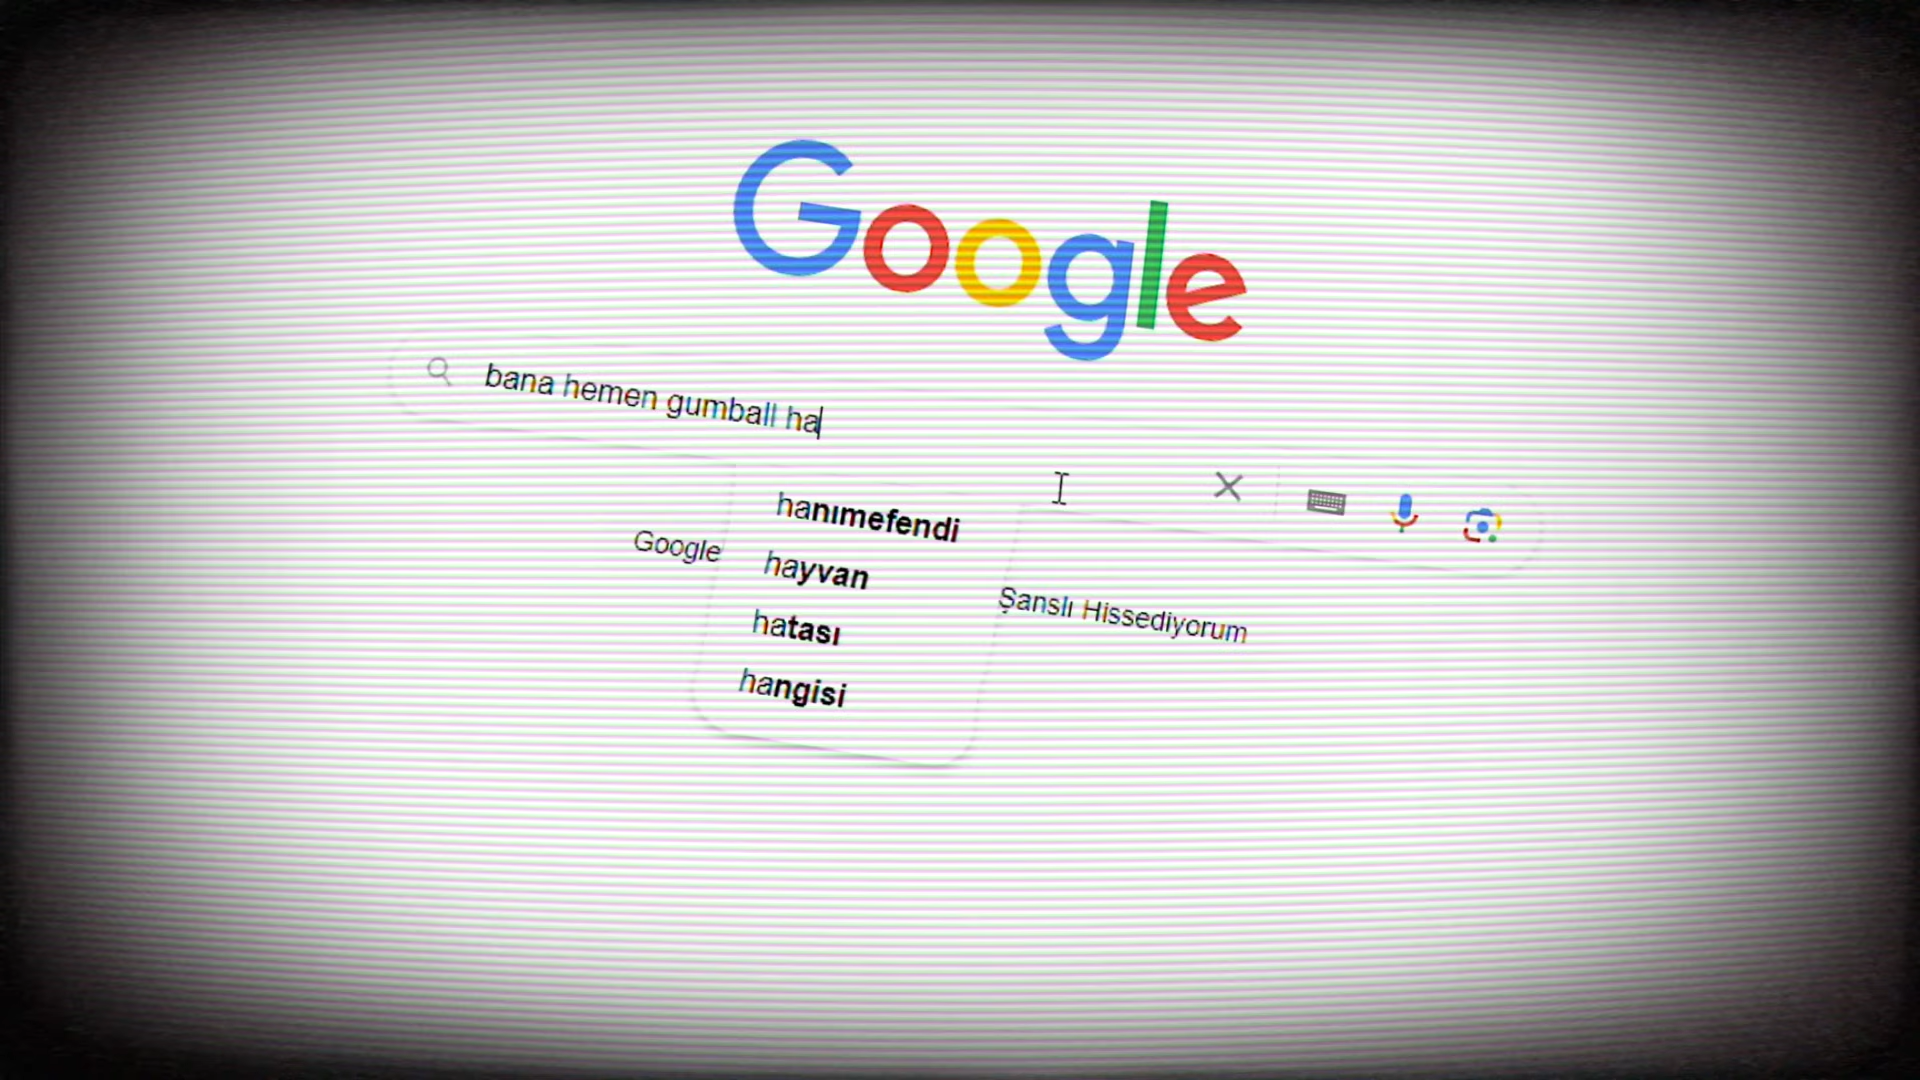 Google
bana hemen gumball ha
hanımefendi
hayvan
hatası
hangisi
Google
Şanslı Hissediyorum